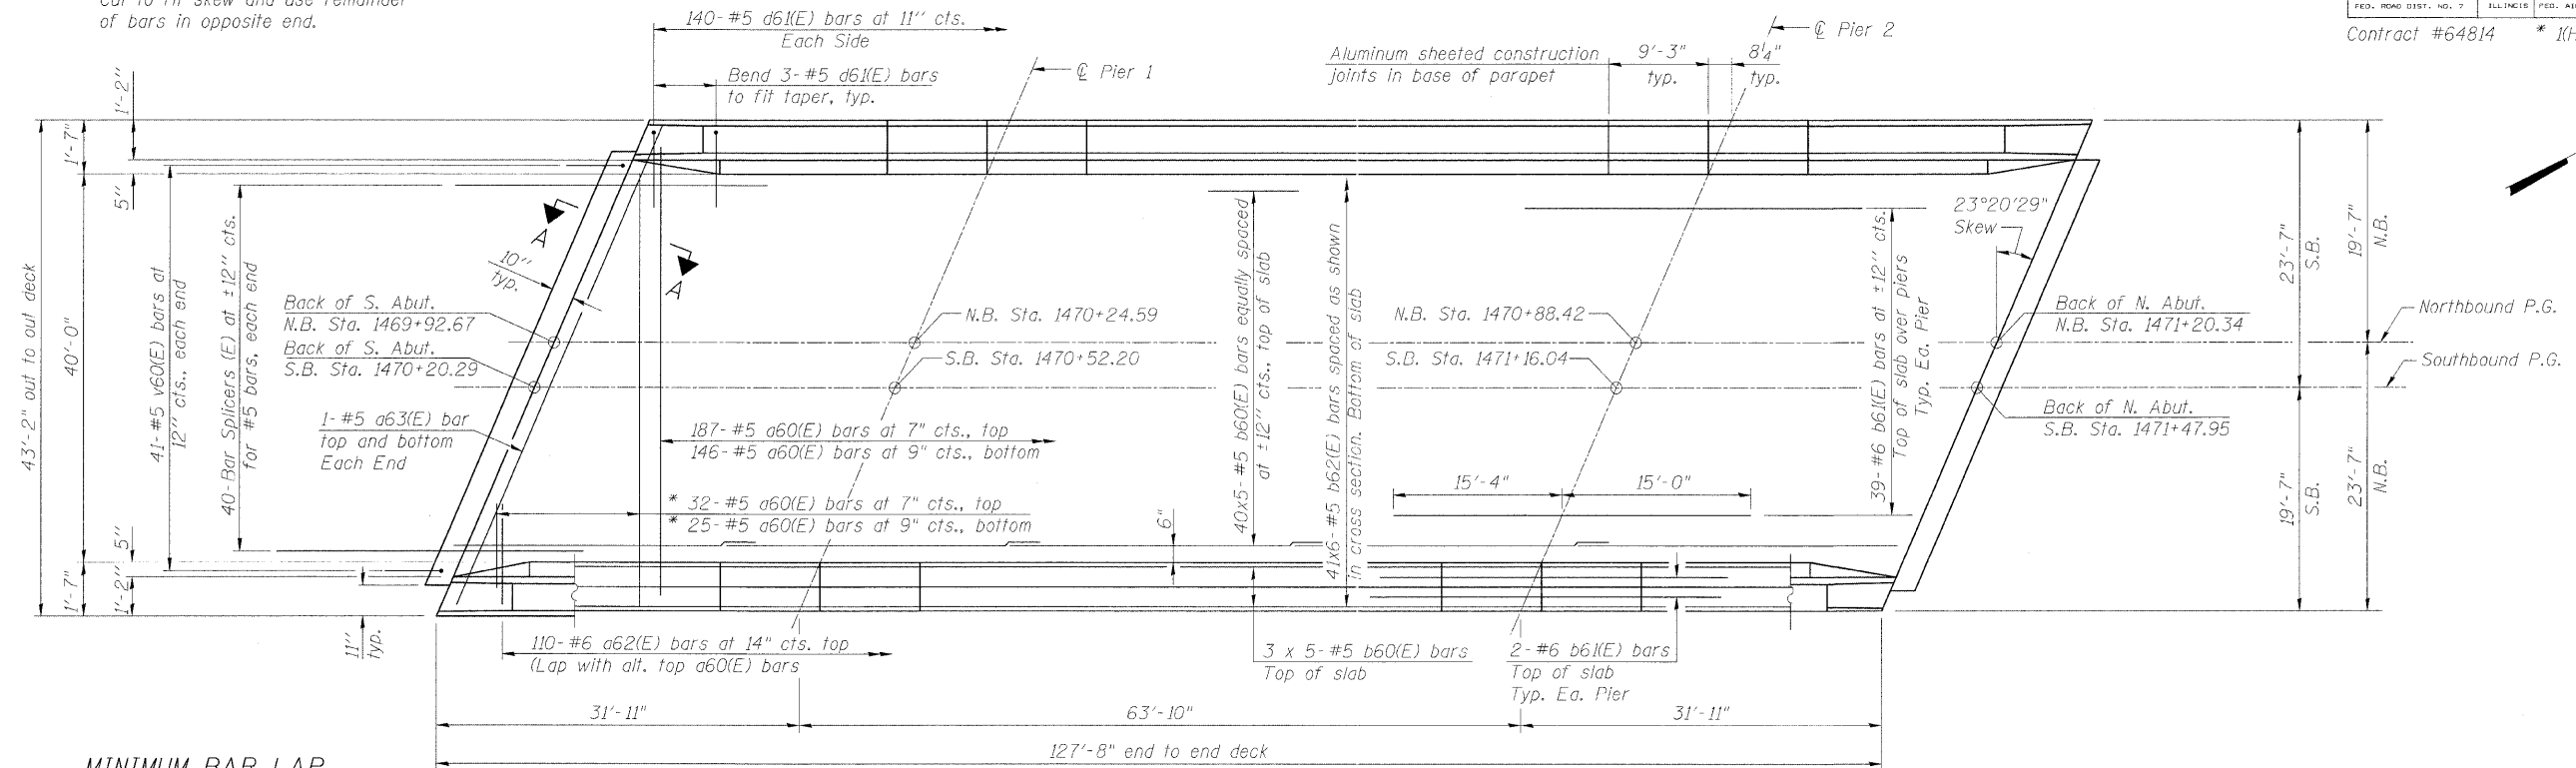 of bars in opposite end.
140-#5 d61(E) bars at 11" cts.
Each Side
Bend 3-#5 d61(E) bars
to fit taper, typ.
℄ Pier 1
Aluminum sheeted construction
joints in base of parapet
9'-3"
typ.
8¼"
typ.
℄ Pier 2
FED. ROAD DIST. NO. 7
ILLINOIS
Contract #64814
1'-2"
1'-7"
5"
43'-2" out to out deck
40'-0"
41-#5 v60(E) bars at
12" cts., each end
40-Bar Splicers (E) at ±12" cts.
for #5 bars, each end
10"
typ.
A
A
Back of S. Abut.
N.B. Sta. 1469+92.67
Back of S. Abut.
S.B. Sta. 1470+20.29
1-#5 a63(E) bar
top and bottom
Each End
N.B. Sta. 1470+24.59
S.B. Sta. 1470+52.20
187-#5 a60(E) bars at 7" cts., top
146-#5 a60(E) bars at 9" cts., bottom
* 32-#5 a60(E) bars at 7" cts., top
* 25-#5 a60(E) bars at 9" cts., bottom
6"
40x5-#5 b60(E) bars equally spaced
at ±12" cts., top of slab
41x6-#5 b62(E) bars spaced as shown
in cross section. Bottom of slab
N.B. Sta. 1470+88.42
S.B. Sta. 1471+16.04
15'-4"
15'-0"
39-#6 b61(E) bars at ±12" cts.
Top of slab over piers
Typ. Ea. Pier
23°20'29"
Skew
Back of N. Abut.
N.B. Sta. 1471+20.34
Back of N. Abut.
S.B. Sta. 1471+47.95
23'-7"
S.B.
19'-7"
N.B.
Northbound P.G.
Southbound P.G.
19'-7"
S.B.
23'-7"
N.B.
5"
1'-7"
1'-2"
11"
typ.
110-#6 a62(E) bars at 14" cts. top
(Lap with alt. top a60(E) bars
3 x 5-#5 b60(E) bars
Top of slab
2-#6 b61(E) bars
Top of slab
Typ. Ea. Pier
31'-11"
63'-10"
31'-11"
127'-8" end to end deck
MINIMUM BAR LAP